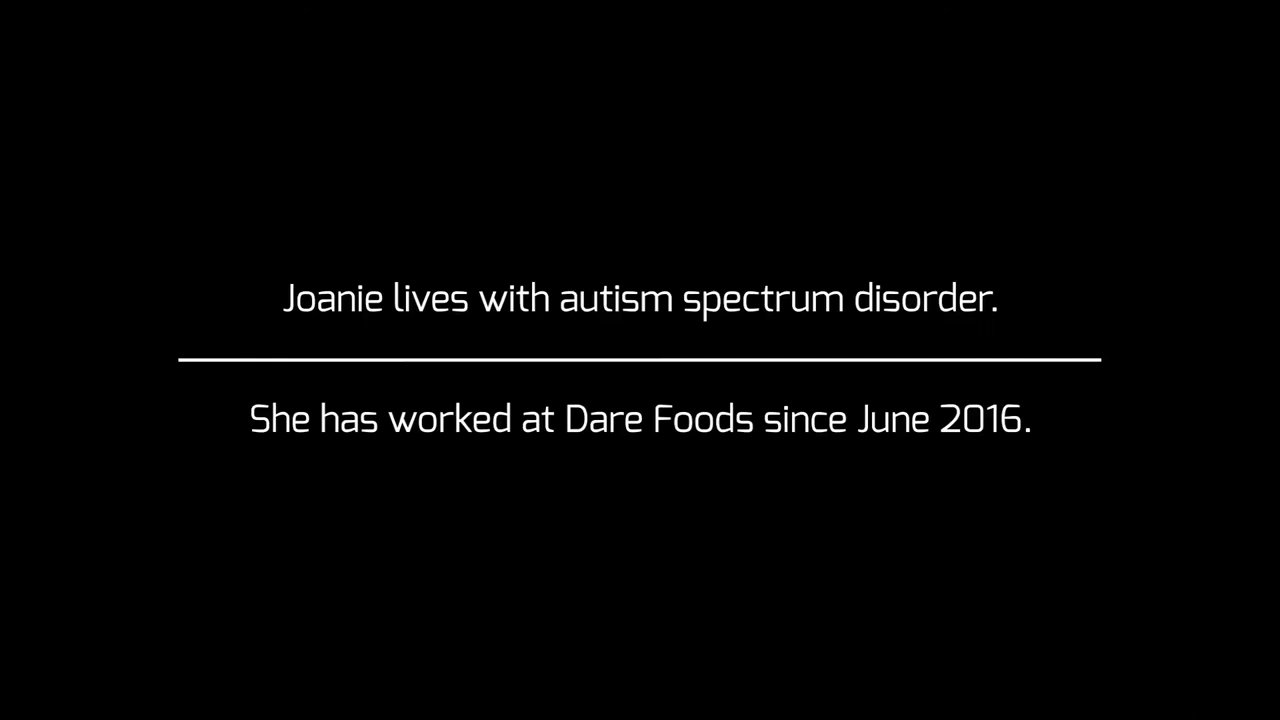 Joanie lives with autism spectrum disorder.
She has worked at Dare Foods since June 2016.